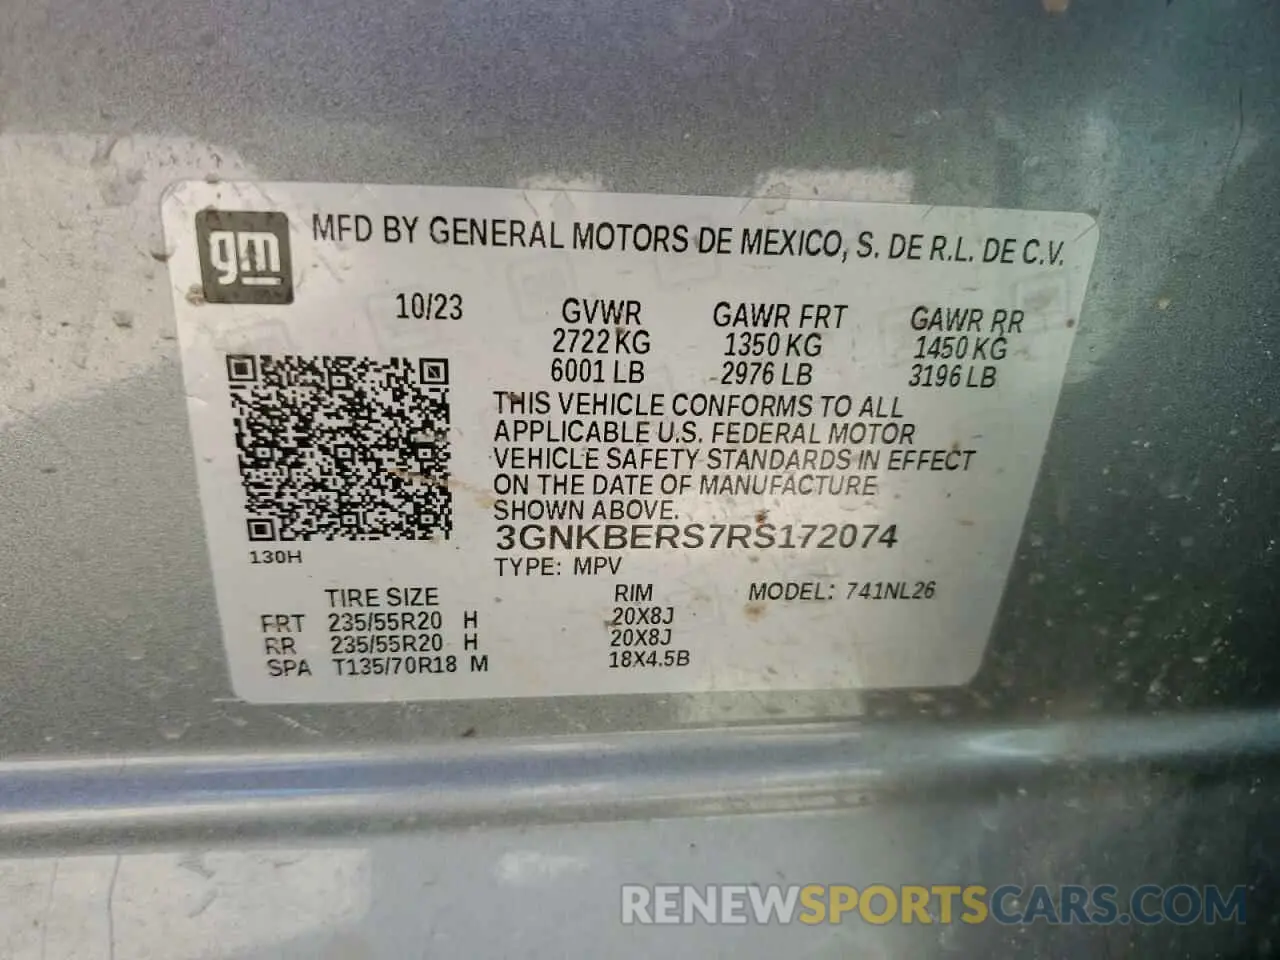 gm
MFD BY GENERAL MOTORS DE MEXICO, S. DE R.L. DE C.V.
10/23 GVWR GAWR FRT GAWR RR
2722 KG 1350 KG 1450 KG
6001 LB 2976 LB 3196 LB
THIS VEHICLE CONFORMS TO ALL
APPLICABLE U.S. FEDERAL MOTOR
VEHICLE SAFETY STANDARDS IN EFFECT
ON THE DATE OF MANUFACTURE
SHOWN ABOVE.
3GNKBERS7RS172074
130H
TYPE: MPV
TIRE SIZE RIM MODEL: 741NL26
FRT 235/55R20 H 20X8J
RR 235/55R20 H 20X8J
SPA T135/70R18 M 18X4.5B
RENEWSPORTSCARS.COM